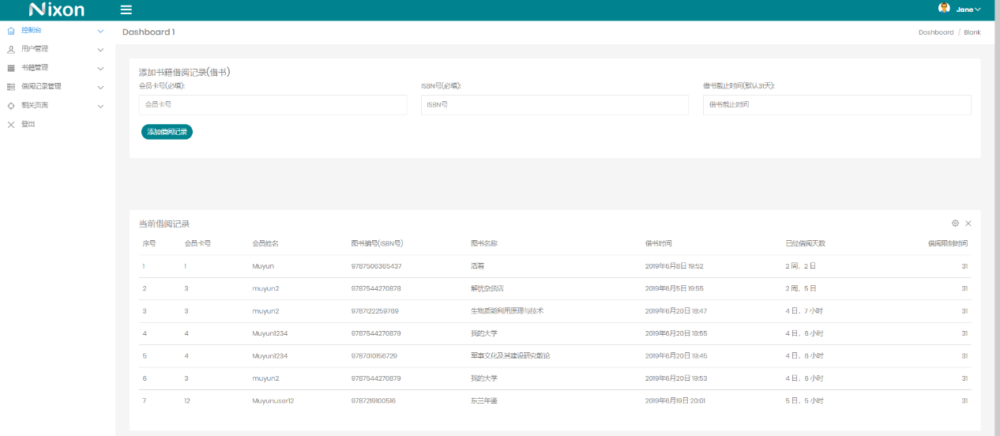 Nixon
Jane
控制台
Dashboard 1
Dashboard / Blank
用户管理
书籍管理
借阅记录管理
相关页面
登出
添加书籍借阅记录(借书)
会员卡号(必填): ISBN号(必填): 借书截止时间(默认31天):
会员卡号 ISBN号 借书截止时间
添加借阅记录
当前借阅记录
序号 会员卡号 会员姓名 图书编号(ISBN号) 图书名称 借书时间 已经借阅天数 借阅限制时间
1 1 Muyun 9787506365437 活着 2019年6月8日 19:52 2 周，2 日 31
2 3 muyun2 9787544270878 解忧杂货店 2019年6月5日 19:55 2 周，5 日 31
3 3 muyun2 9787122259769 生物质能利用原理与技术 2019年6月20日 18:47 4 日，7 小时 31
4 4 Muyun1234 9787544270879 我的大学 2019年6月20日 18:55 4 日，6 小时 31
5 4 Muyun1234 9787010156729 军事文化及其建设研究散论 2019年6月20日 19:45 4 日，6 小时 31
6 3 muyun2 9787544270879 我的大学 2019年6月20日 19:53 4 日，6 小时 31
7 12 Muyunuser12 9787219100516 东兰年鉴 2019年6月19日 20:01 5 日，5 小时 31